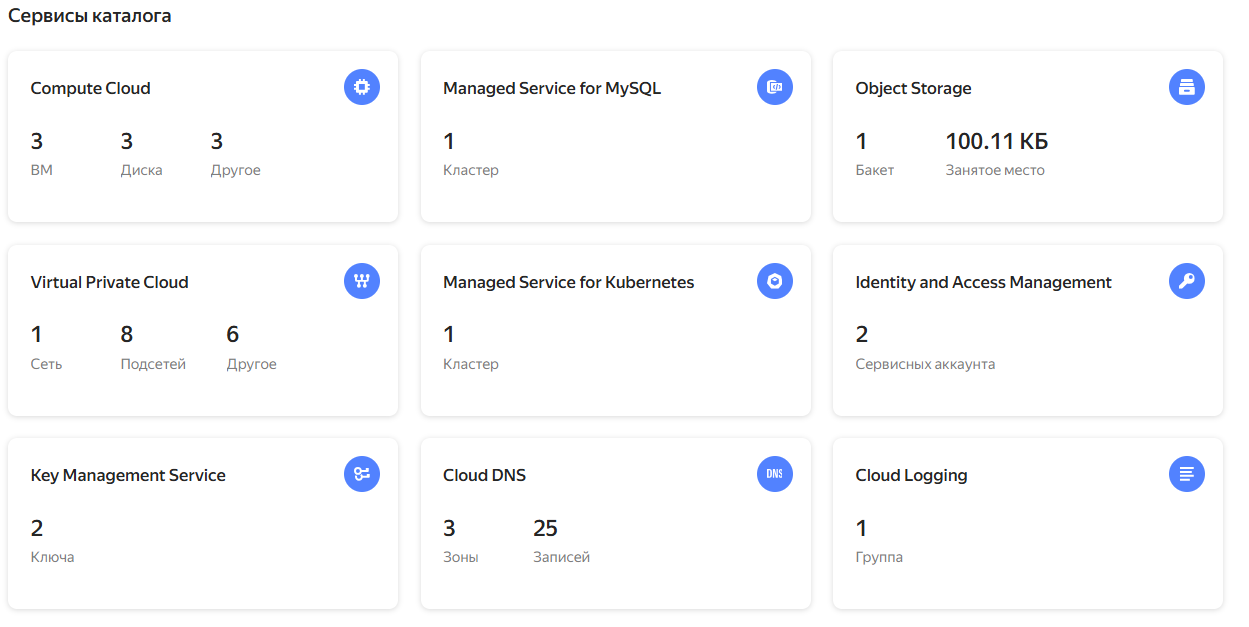 Сервисы каталога
Compute Cloud
3 3 3
ВМ Диска Другое
Managed Service for MySQL
1
Кластер
Object Storage
1 100.11 КБ
Бакет Занятое место
Virtual Private Cloud
1 8 6
Сеть Подсетей Другое
Managed Service for Kubernetes
1
Кластер
Identity and Access Management
2
Сервисных аккаунта
Key Management Service
2
Ключа
Cloud DNS
DNS
3 25
Зоны Записей
Cloud Logging
1
Группа